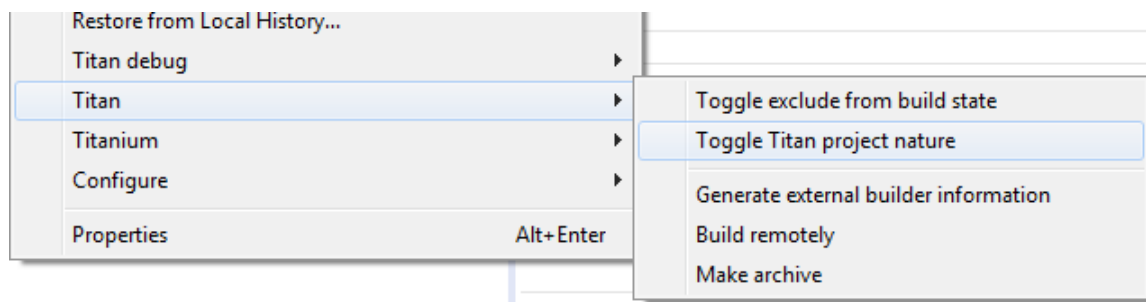 Restore from Local History...
Titan debug
Titan
Titanium
Configure
Properties Alt+Enter
Toggle exclude from build state
Toggle Titan project nature
Generate external builder information
Build remotely
Make archive